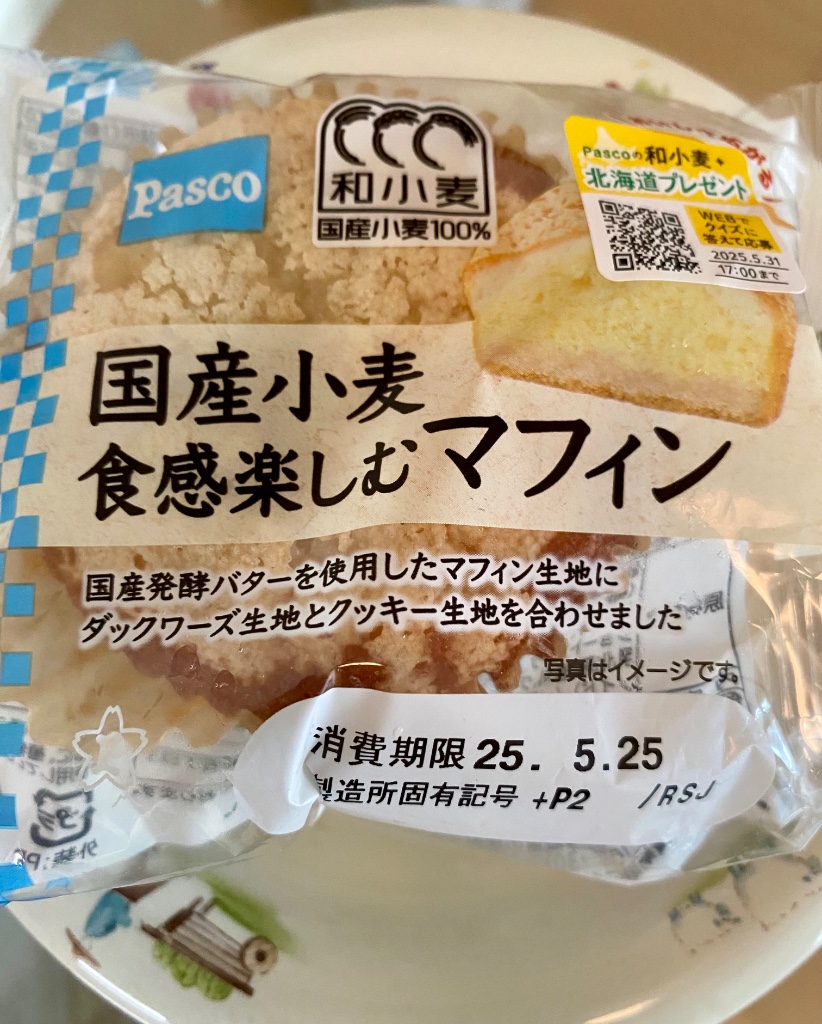 Pasco
和小麦
国産小麦100%
Pascoの和小麦+
北海道プレゼント
WEBで
クイズに
答えて応募
2025.5.31
17:00まで
国産小麦
食感楽しむマフィン
国産発酵バターを使用したマフィン生地に
ダックワーズ生地とクッキー生地を合わせました
写真はイメージです。
消費期限 25. 5.25
製造所固有記号 +P2 /RSJ